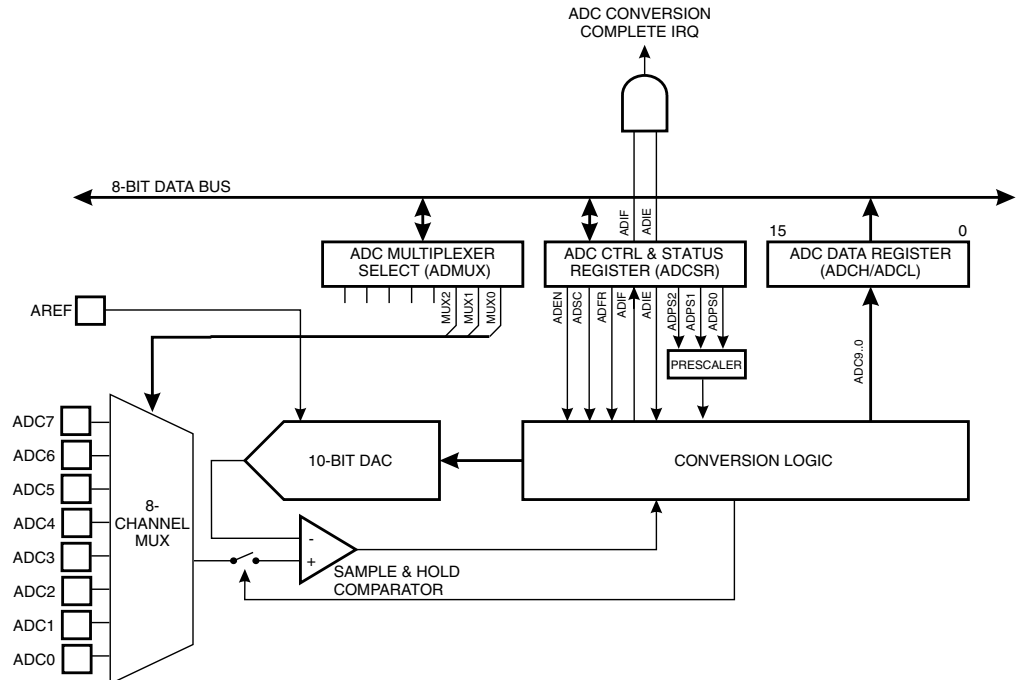 ADC CONVERSION
COMPLETE IRQ
8-BIT DATA BUS
ADIF
ADIE
15
0
ADC MULTIPLEXER
SELECT (ADMUX)
ADC CTRL & STATUS
REGISTER (ADCSR)
ADC DATA REGISTER
(ADCH/ADCL)
MUX2
MUX1
MUX0
ADEN
ADSC
ADFR
ADIF
ADIE
ADPS2
ADPS1
ADPS0
AREF
PRESCALER
ADC9..0
ADC7
ADC6
ADC5
ADC4
ADC3
ADC2
ADC1
ADC0
8-
CHANNEL
MUX
10-BIT DAC
CONVERSION LOGIC
-
+
SAMPLE & HOLD
COMPARATOR